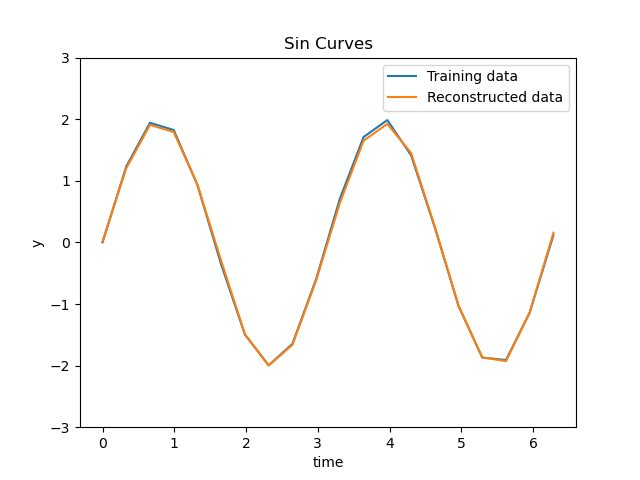 Sin Curves
Training data
Reconstructed data
3
2
1
0
−1
−2
−3
y
0 1 2 3 4 5 6
time